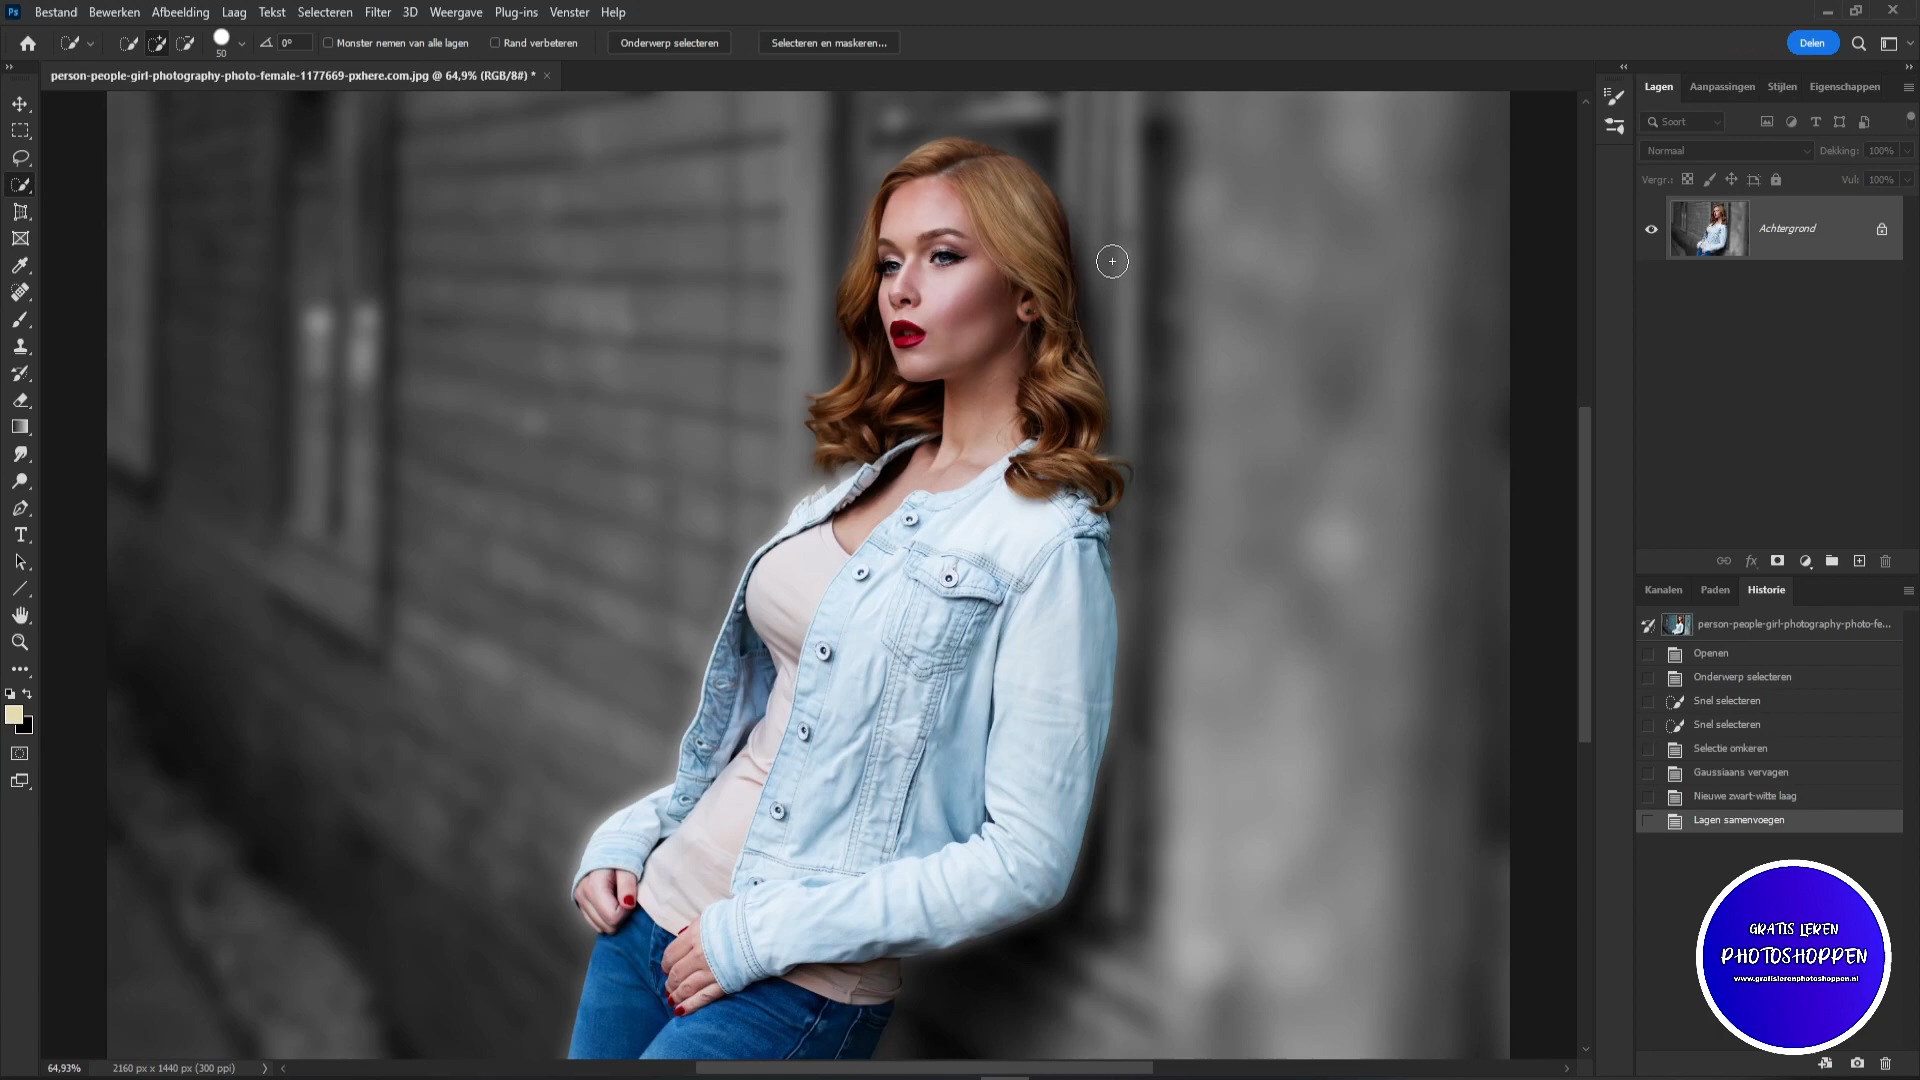 Ps Bestand Bewerken Afbeelding Laag Tekst Selecteren Filter 3D Weergave Plug-ins Venster Help
50 0° Monster nemen van alle lagen Rand verbeteren Onderwerp selecteren Selecteren en maskeren... Delen
person-people-girl-photography-photo-female-1177669-pxhere.com.jpg @ 64,9% (RGB/8#) *
Lagen Aanpassingen Stijlen Eigenschappen
Soort
Normaal Dekking: 100%
Vergr.: Vul: 100%
Achtergrond
fx
Kanalen Paden Historie
person-people-girl-photography-photo-fe...
Openen
Onderwerp selecteren
Snel selecteren
Snel selecteren
Selectie omkeren
Gaussiaans vervagen
Nieuwe zwart-witte laag
Lagen samenvoegen
GRATIS LEREN
PHOTOSHOPPEN
www.gratislerenphotoshoppen.nl
64,93% 2160 px x 1440 px (300 ppi)